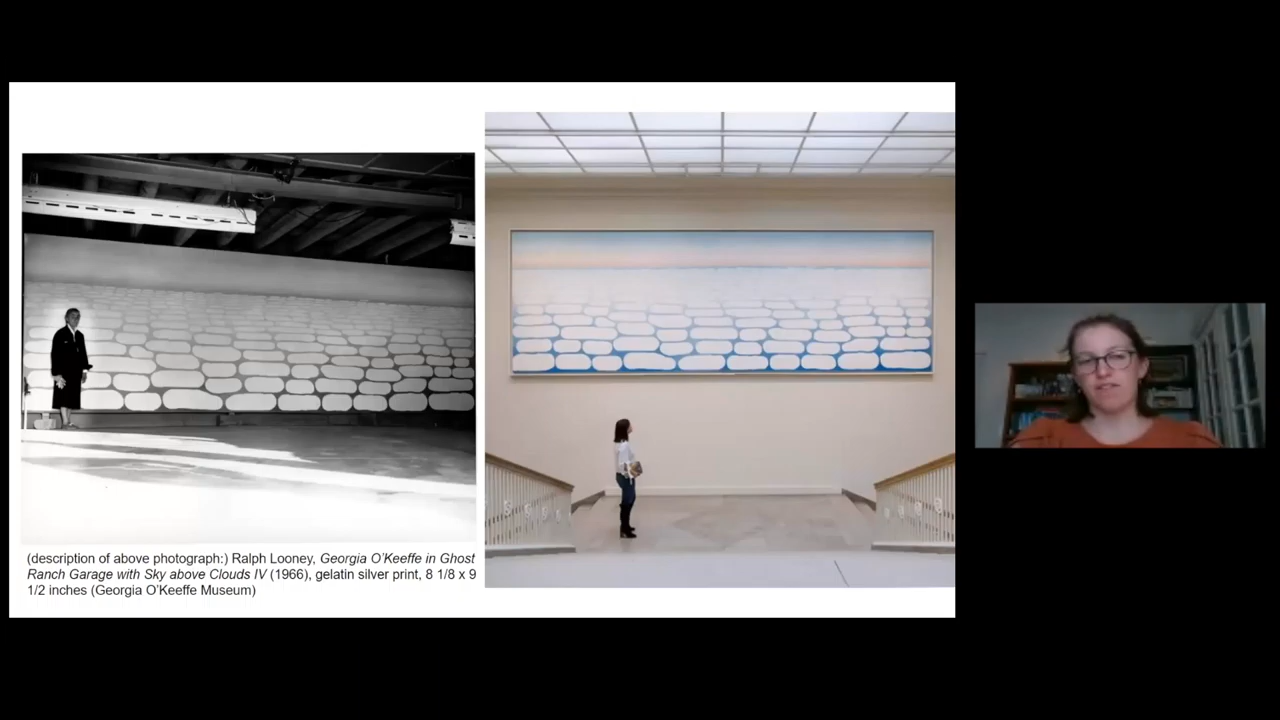 (description of above photograph:) Ralph Looney, Georgia O'Keeffe in Ghost
Ranch Garage with Sky above Clouds IV (1966), gelatin silver print, 8 1/8 x 9
1/2 inches (Georgia O'Keeffe Museum)